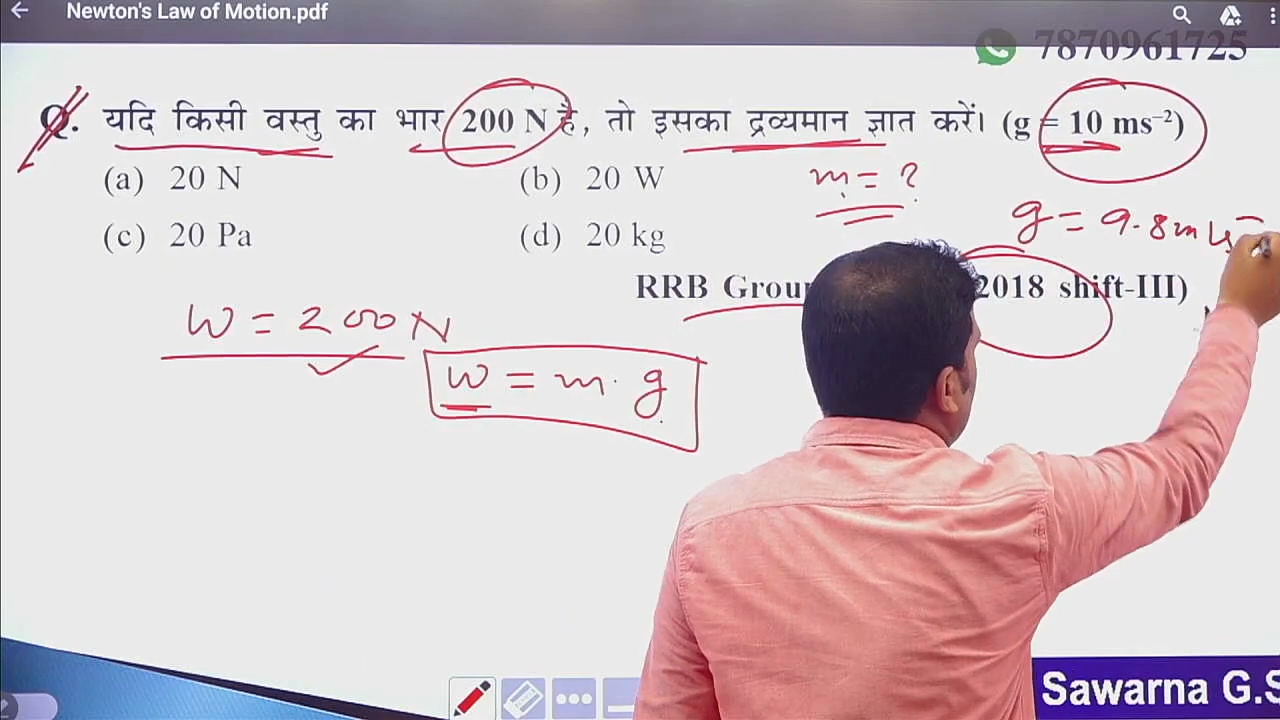 Newton's Law of Motion.pdf
7870961725
Q. यदि किसी वस्तु का भार 200 N है, तो इसका द्रव्यमान ज्ञात करें। (g = 10 ms⁻²)
(a) 20 N
(b) 20 W
m = ?
(c) 20 Pa
(d) 20 kg
g = 9.8m/s
RRB Grou 2018 shift-III)
W = 200N
w = m. g
Sawarna G.S